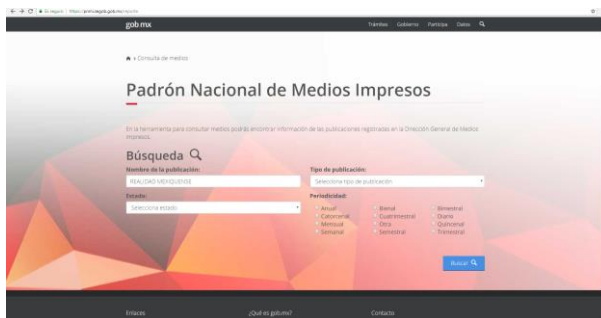 gob mx
Trámites Gobierno Participa Datos
Consulta de medios
Padrón Nacional de Medios Impresos
En la herramienta para consultar medios podrás encontrar información de las publicaciones registradas en la Dirección General de Medios
Impresos.
Búsqueda
Nombre de la publicación:
Tipo de publicación:
REALIDAD MEXIQUENSE
Selecciona tipo de publicación
Estado:
Periodicidad:
Selecciona estado
Anual Bienal Bimestral
Catorcenal Cuatrimestral Diario
Mensual Otra Quincenal
Semanal Semestral Trimestral
Buscar
Enlaces ¿Qué es gob.mx? Contacto